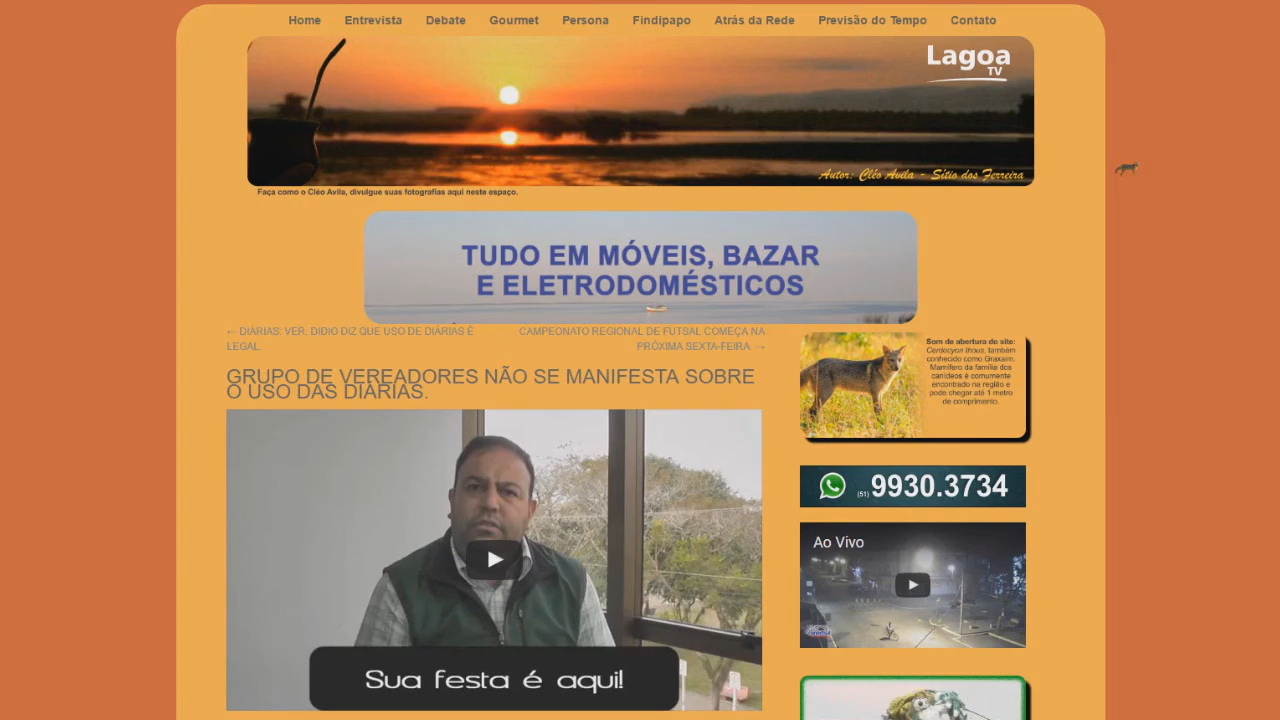 Home Entrevista Debate Gourmet Persona Findipapo Atrás da Rede Previsão do Tempo Contato
Lagoa
TV
Autor: Cléo Avila - Sítio dos Ferreira
Faça como o Cléo Avila, divulgue suas fotografias aqui neste espaço.
TUDO EM MÓVEIS, BAZAR
E ELETRODOMÉSTICOS
← DIÁRIAS: VER. DIDIO DIZ QUE USO DE DIÁRIAS É
LEGAL.
CAMPEONATO REGIONAL DE FUTSAL COMEÇA NA
PRÓXIMA SEXTA-FEIRA. →
GRUPO DE VEREADORES NÃO SE MANIFESTA SOBRE
O USO DAS DIÁRIAS.
Sua festa é aqui!
Som de abertura do site:
Cerdocyon thous, também
conhecido como Graxaim.
Mamífero da família dos
canídeos é comumente
encontrado na região e
pode chegar até 1 metro
de comprimento.
(51) 9930.3734
Ao Vivo